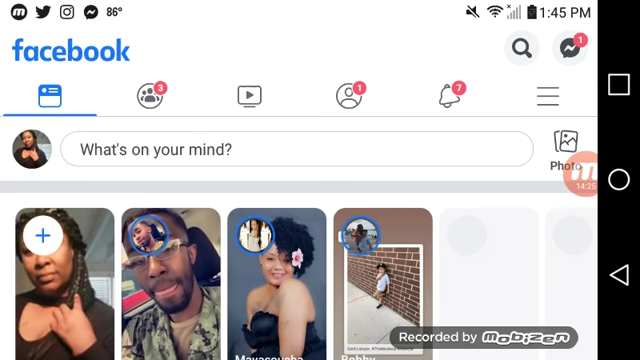 86°
1:45 PM
facebook
1
3
1
7
What's on your mind?
Photo
14:25
Bobby
Recorded by MOBIZEN